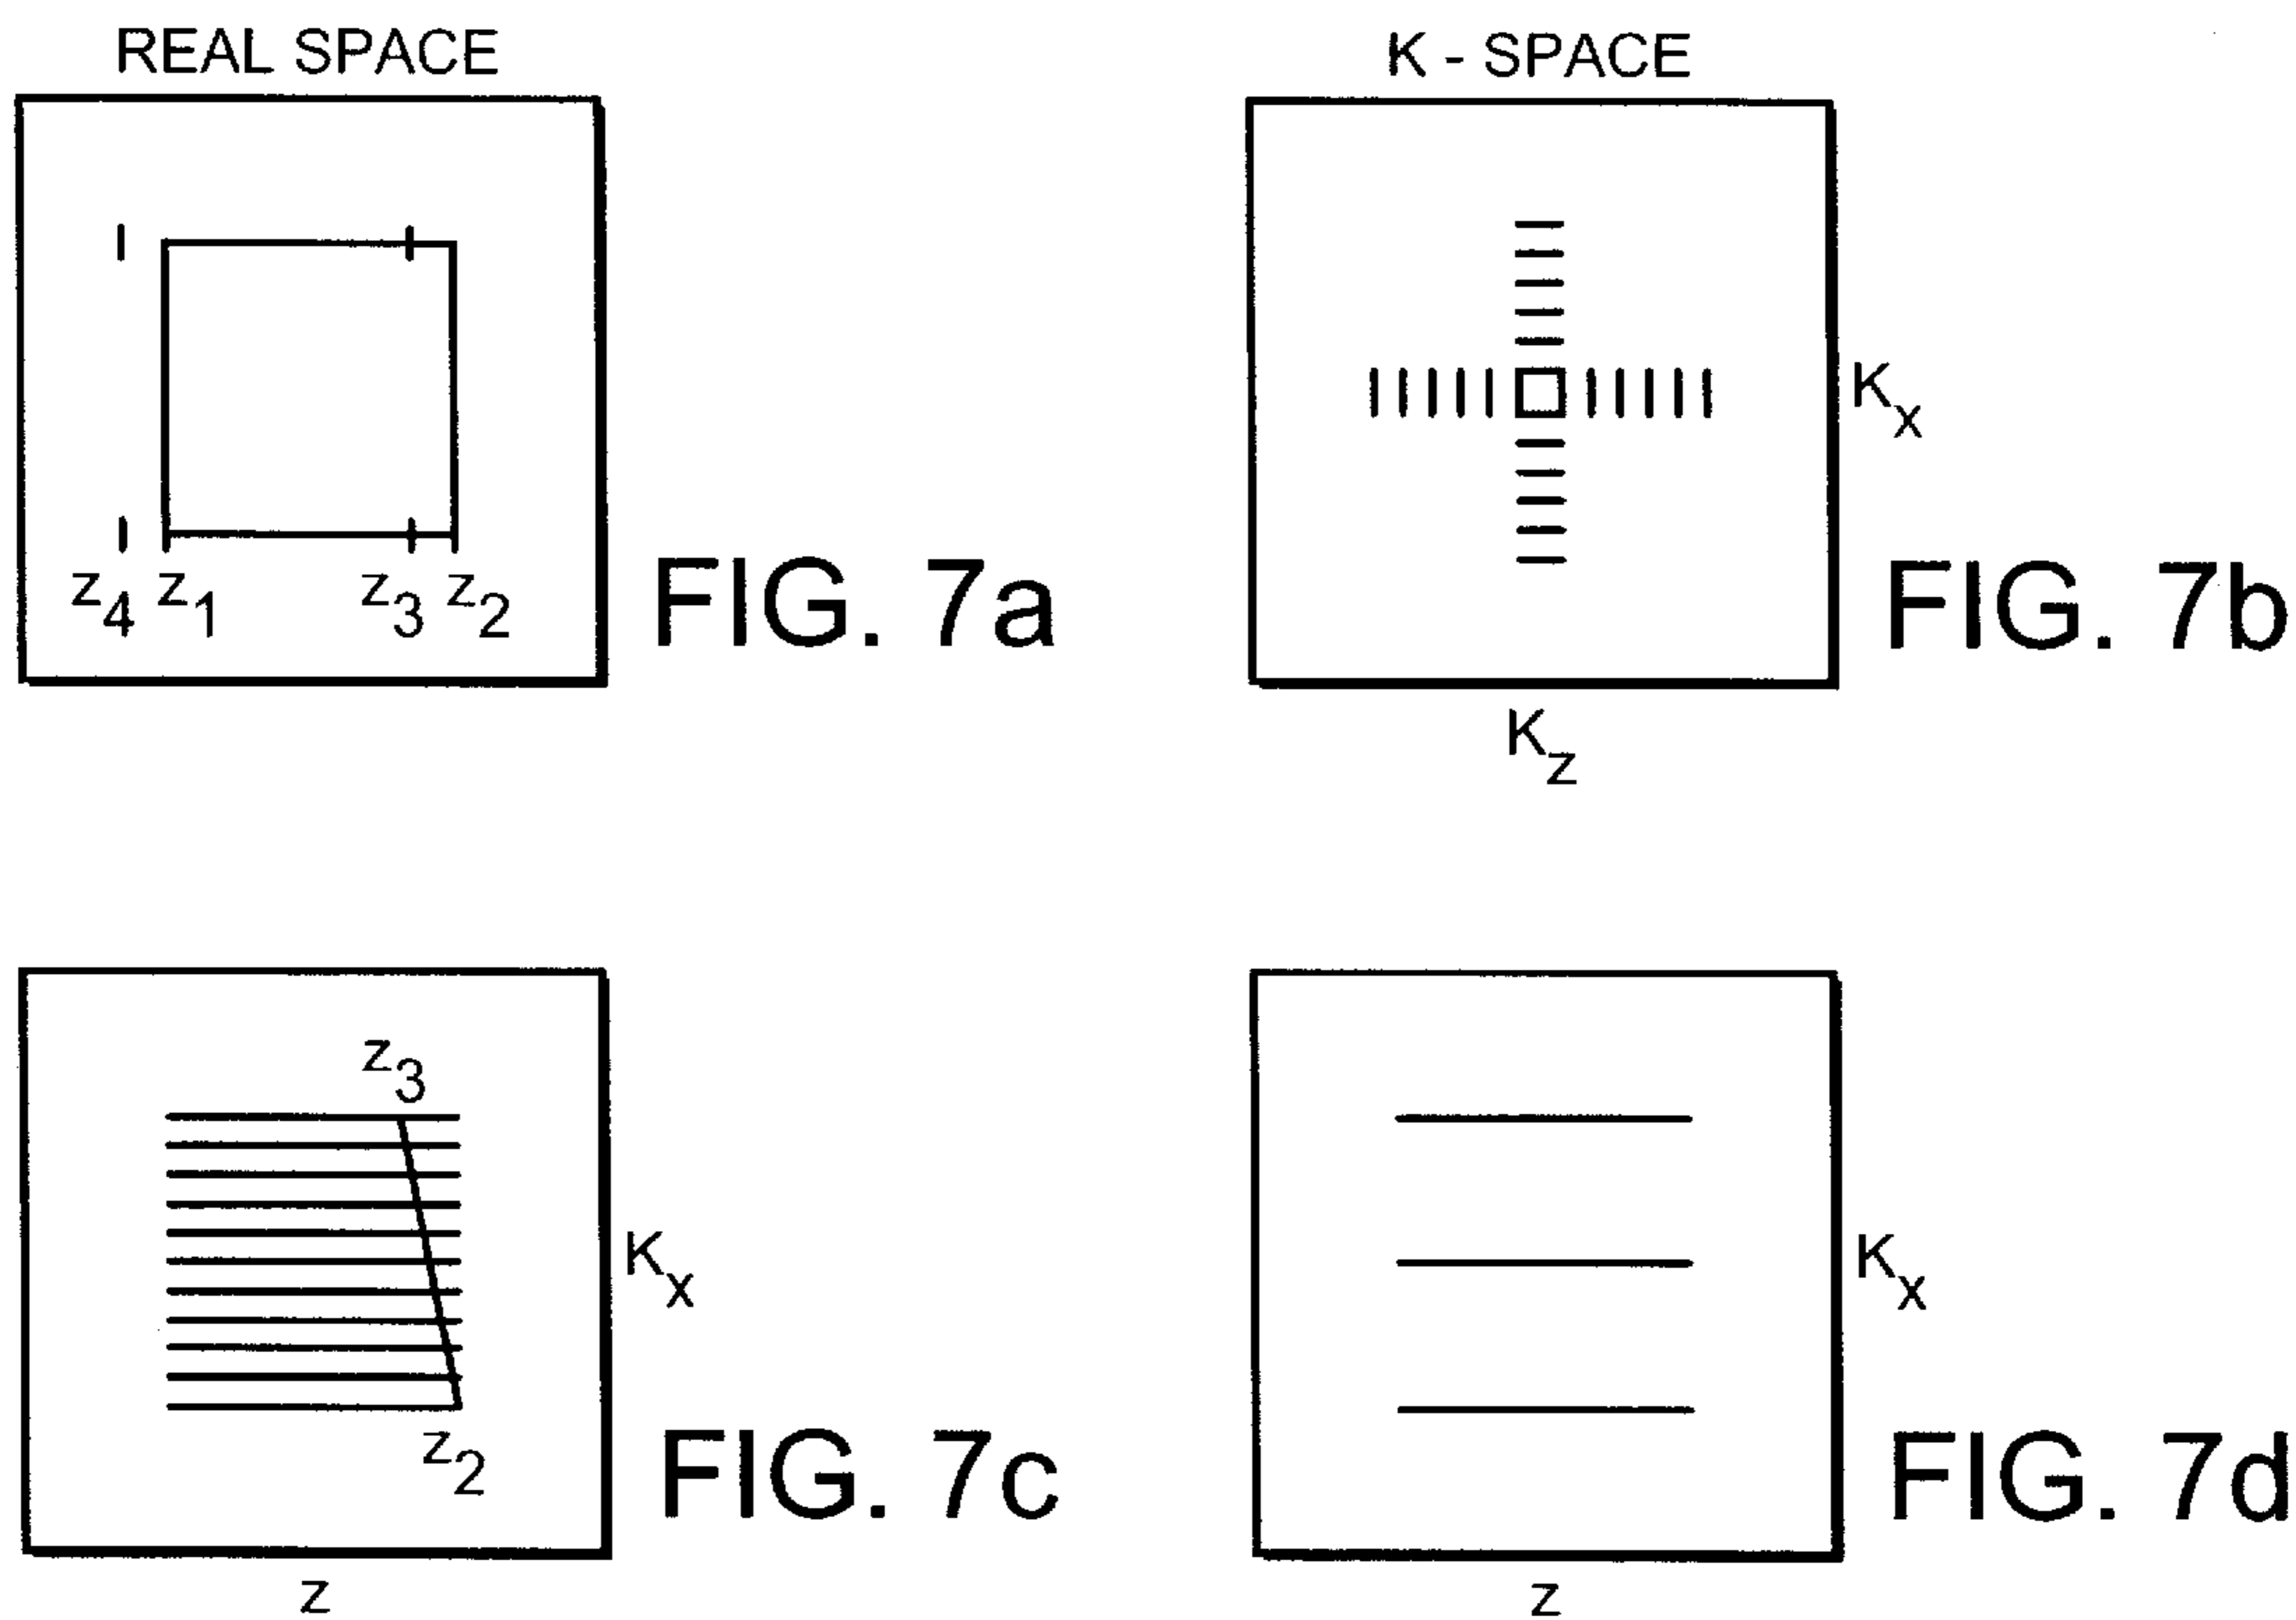 REAL SPACE
K - SPACE
z4 z1 z3 z2
FIG. 7a
Kx
FIG. 7b
Kz
z3
Kx
z2
FIG. 7c
z
Kx
FIG. 7d
z